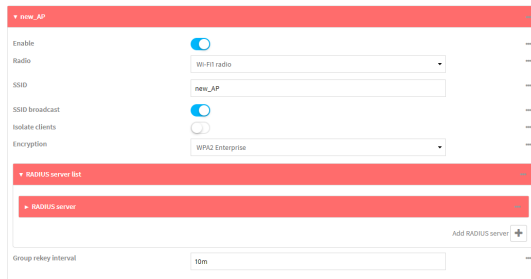 new_AP
Enable
Radio
Wi-Fi1 radio
SSID
new_AP
SSID broadcast
Isolate clients
Encryption
WPA2 Enterprise
RADIUS server list
RADIUS server
Add RADIUS server
Group rekey interval
10m